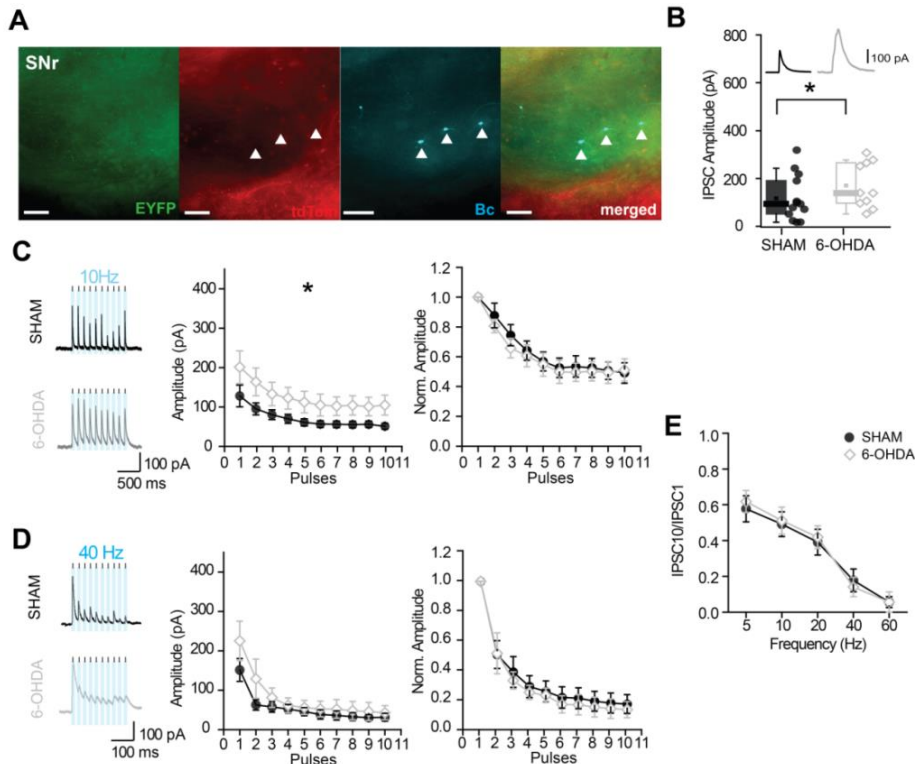 A
SNr
EYFP
tdTom
Bc
merged
B
IPSC Amplitude (pA)
800
600
400
200
0
100 pA
*
SHAM
6-OHDA
C
10Hz
SHAM
6-OHDA
100 pA
500 ms
Amplitude (pA)
400
300
200
100
0
*
0 1 2 3 4 5 6 7 8 9 10 11
Pulses
Norm. Amplitude
1.2
1.0
0.8
0.6
0.4
0.2
0.0
0 1 2 3 4 5 6 7 8 9 10 11
Pulses
D
40 Hz
SHAM
6-OHDA
100 pA
100 ms
Amplitude (pA)
400
300
200
100
0
0 1 2 3 4 5 6 7 8 9 10 11
Pulses
Norm. Amplitude
1.2
1.0
0.8
0.6
0.4
0.2
0.0
0 1 2 3 4 5 6 7 8 9 10 11
Pulses
E
SHAM
6-OHDA
IPSC10/IPSC1
1.0
0.8
0.6
0.4
0.2
0.0
5 10 20 40 60
Frequency (Hz)